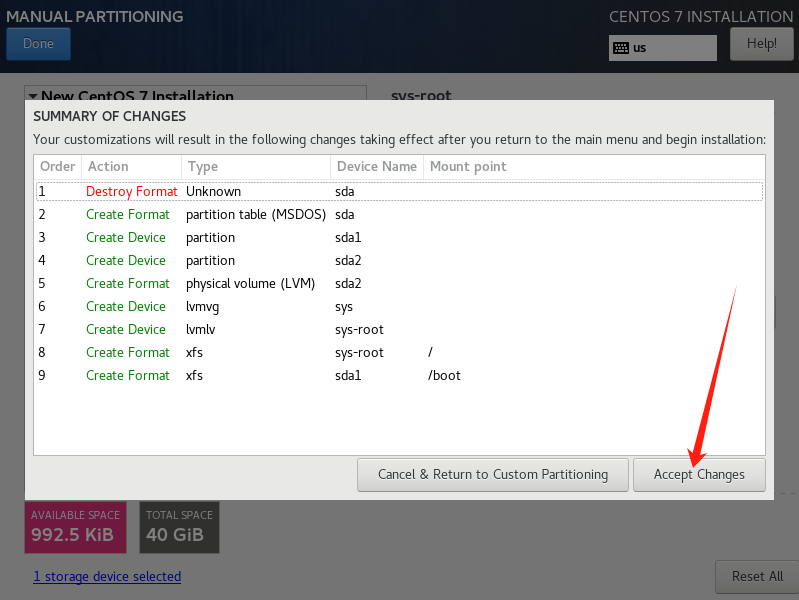 MANUAL PARTITIONING
CENTOS 7 INSTALLATION
Done
us
Help!
New CentOS 7 Installation
sys-root
SUMMARY OF CHANGES
Your customizations will result in the following changes taking effect after you return to the main menu and begin installation:
Order Action Type Device Name Mount point
1 Destroy Format Unknown sda
2 Create Format partition table (MSDOS) sda
3 Create Device partition sda1
4 Create Device partition sda2
5 Create Format physical volume (LVM) sda2
6 Create Device lvmvg sys
7 Create Device lvmlv sys-root
8 Create Format xfs sys-root /
9 Create Format xfs sda1 /boot
Cancel & Return to Custom Partitioning
Accept Changes
AVAILABLE SPACE
992.5 KiB
TOTAL SPACE
40 GiB
1 storage device selected
Reset All